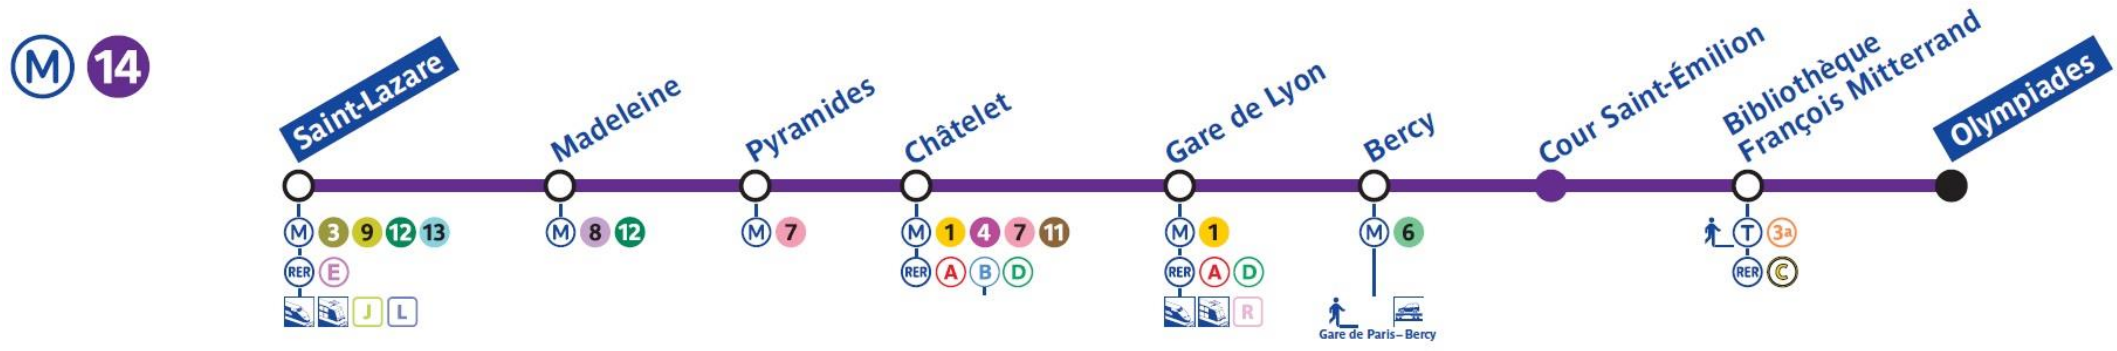 M 14
Saint-Lazare
Madeleine
Pyramides
Châtelet
Gare de Lyon
Bercy
Cour Saint-Émilion
Bibliothèque
François Mitterrand
Olympiades
M 3 9 12 13
RER E
J L
M 8 12
M 7
M 1 4 7 11
RER A B D
M 1
RER A D
R
M 6
Gare de Paris–Bercy
T 3a
RER C